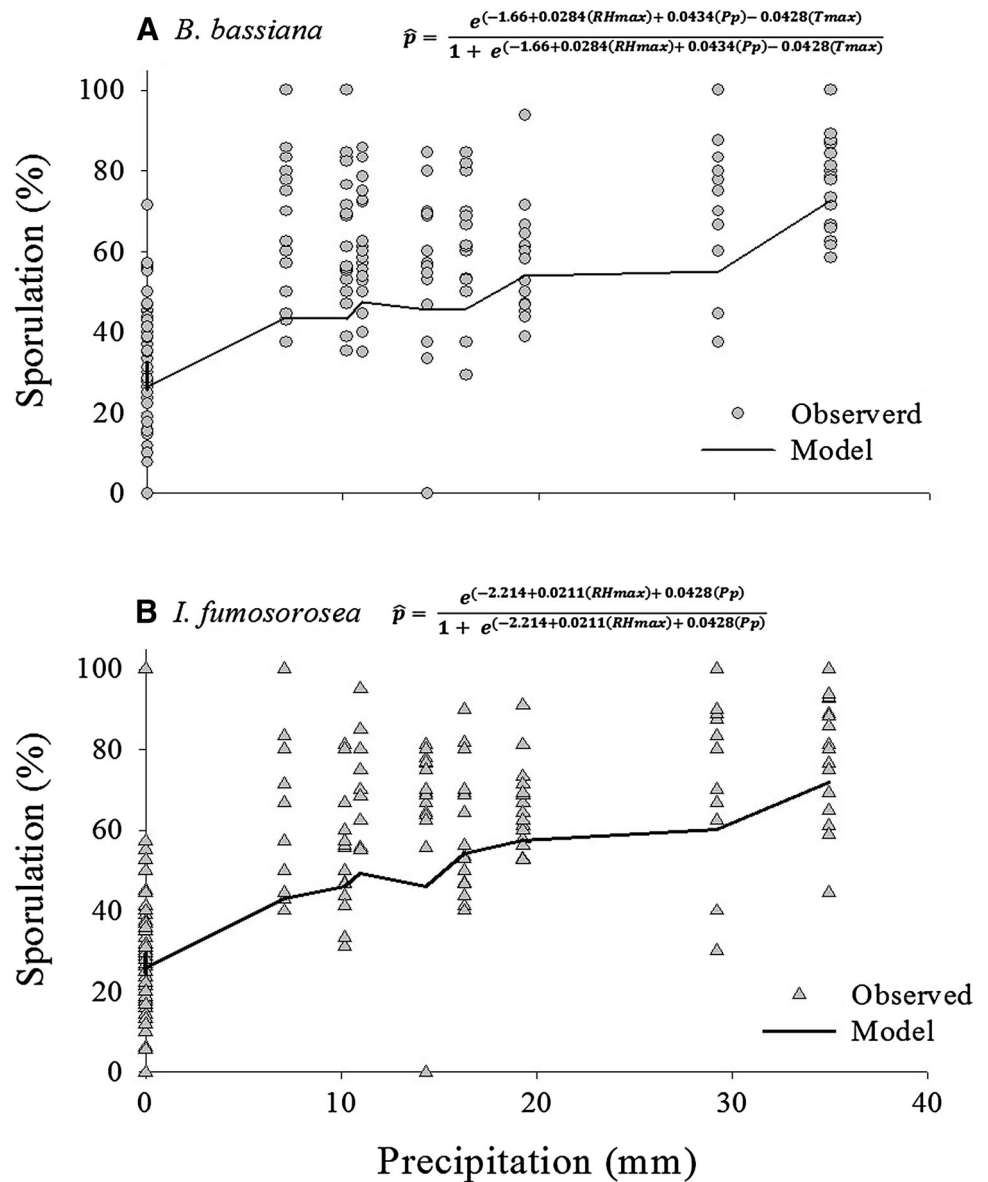 A B. bassiana
p̂ = e^(−1.66+0.0284(RHmax)+ 0.0434(Pp)− 0.0428(Tmax) / 1 + e^(−1.66+0.0284(RHmax)+ 0.0434(Pp)− 0.0428(Tmax)
100
80
60
40
20
0
Sporulation (%)
Observerd
Model
B I. fumosorosea
p̂ = e^(−2.214+0.0211(RHmax)+ 0.0428(Pp) / 1 + e^(−2.214+0.0211(RHmax)+ 0.0428(Pp)
100
80
60
40
20
0
Sporulation (%)
Observed
Model
0 10 20 30 40
Precipitation (mm)